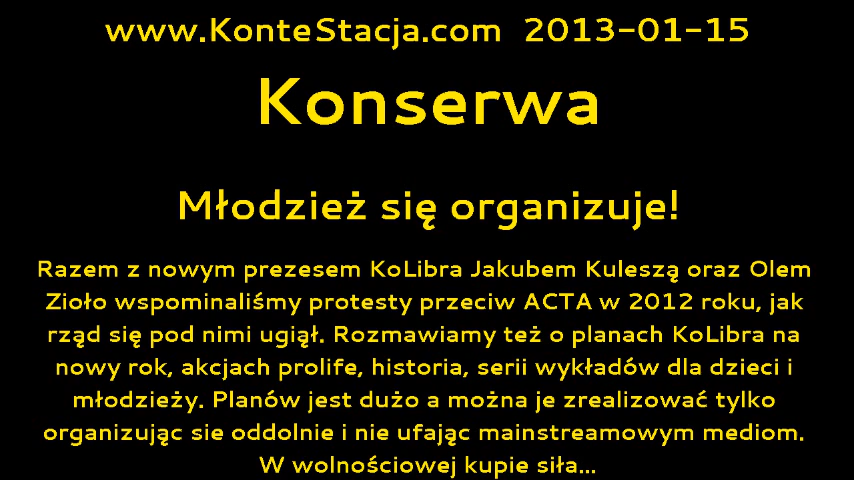 www.KonteStacja.com 2013-01-15
Konserwa
Młodzież się organizuje!
Razem z nowym prezesem KoLibra Jakubem Kuleszą oraz Olem
Zioło wspominaliśmy protesty przeciw ACTA w 2012 roku, jak
rząd się pod nimi ugiął. Rozmawiamy też o planach KoLibra na
nowy rok, akcjach prolife, historia, serii wykładów dla dzieci i
młodzieży. Planów jest dużo a można je zrealizować tylko
organizując sie oddolnie i nie ufając mainstreamowym mediom.
W wolnościowej kupie siła...